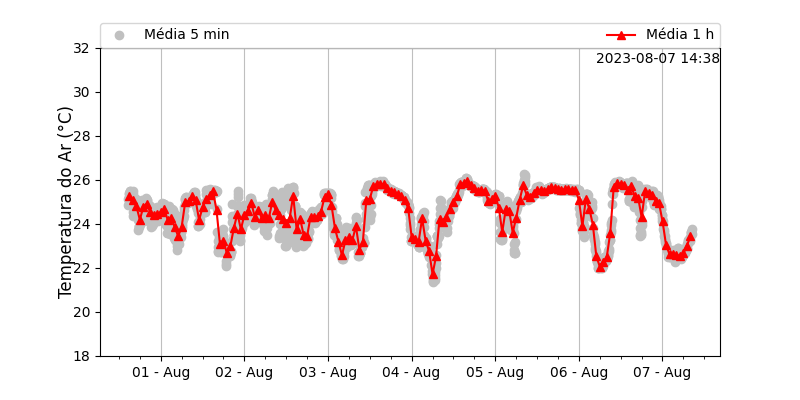 Média 5 min
Média 1 h
2023-08-07 14:38
Temperatura do Ar (°C)
32
30
28
26
24
22
20
18
01 - Aug
02 - Aug
03 - Aug
04 - Aug
05 - Aug
06 - Aug
07 - Aug